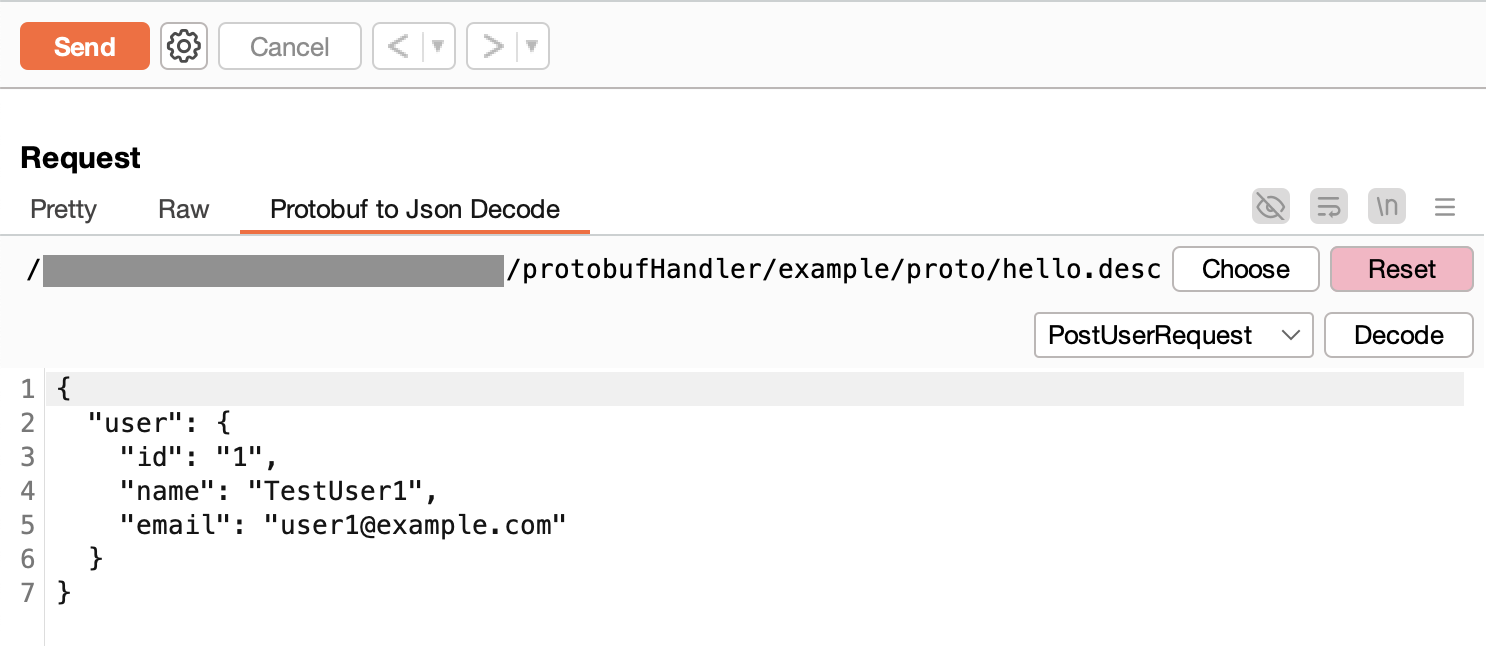 Send Cancel < >
Request
Pretty Raw Protobuf to Json Decode \n
/ /protobufHandler/example/proto/hello.desc Choose Reset
PostUserRequest Decode
1 {
2   "user": {
3     "id": "1",
4     "name": "TestUser1",
5     "email": "user1@example.com"
6   }
7 }